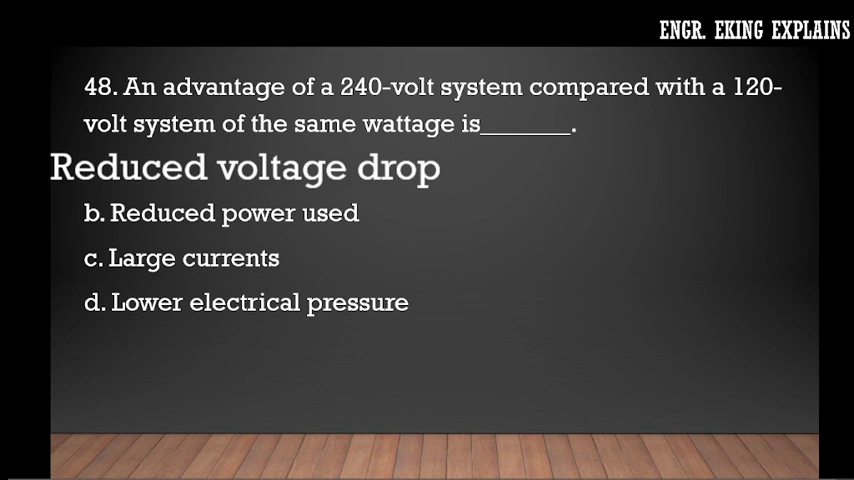 ENGR. EKING EXPLAINS
48. An advantage of a 240-volt system compared with a 120-
volt system of the same wattage is_______.
Reduced voltage drop
b. Reduced power used
c. Large currents
d. Lower electrical pressure